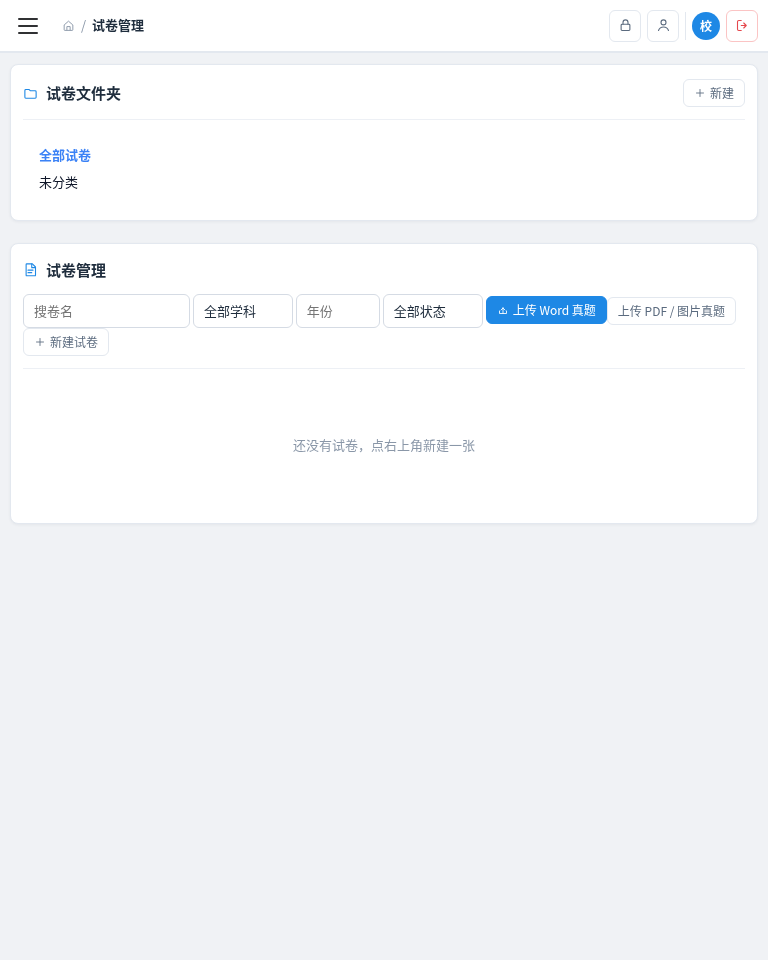 / 试卷管理
校
试卷文件夹
新建
全部试卷
未分类
试卷管理
搜卷名 全部学科 年份 全部状态 上传 Word 真题 上传 PDF / 图片真题
新建试卷
还没有试卷，点右上角新建一张